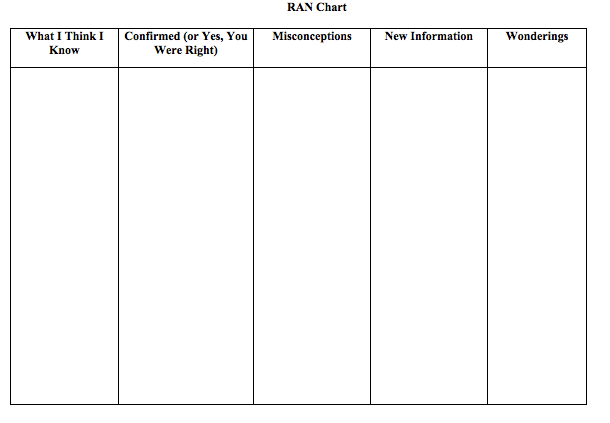 RAN Chart
What I Think I
Know
Confirmed (or Yes, You
Were Right)
Misconceptions
New Information
Wonderings